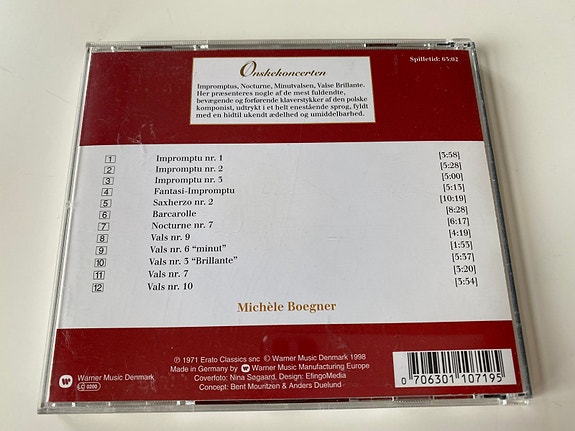 Ønskekoncerten
Spilletid: 65:02
Impromptus, Nocturne, Minutvalsen, Valse Brillante.
Her præsenteres nogle af de mest fuldendte,
bevægende og forførende klaverstykker af den polske
komponist, udtrykt i et helt enestående sprog, fyldt
med en hidtil ukendt ædelhed og umiddelbarhed.
1 Impromptu nr. 1 [3:58]
2 Impromptu nr. 2 [5:28]
3 Impromptu nr. 3 [5:00]
4 Fantasi-Impromptu [5:13]
5 Saxherzo nr. 2 [10:19]
6 Barcarolle [8:28]
7 Nocturne nr. 7 [6:17]
8 Vals nr. 9 [4:19]
9 Vals nr. 6 “minut” [1:53]
10 Vals nr. 3 “Brillante” [5:37]
11 Vals nr. 7 [3:20]
12 Vals nr. 10 [3:54]
Michèle Boegner
℗ 1971 Erato Classics snc © Warner Music Denmark 1998
Made in Germany by Warner Music Manufacturing Europe
Coverfoto: Nina Søgaard. Design: EfingoMedia
Concept: Bent Mouritzen & Anders Duelund
Warner Music Denmark
LC 0200
0 706301 107195